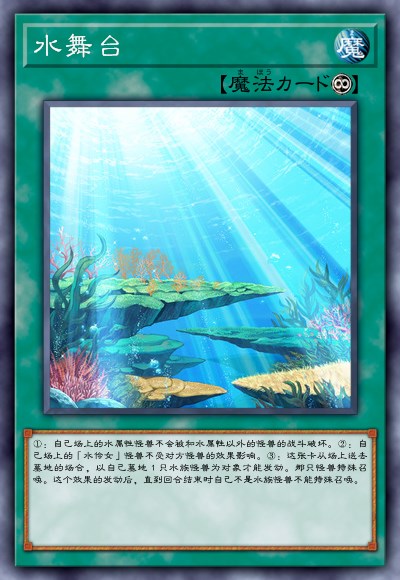 水舞台
魔
まほう
【魔法カード♾】
①：自己场上的水属性怪兽不会被和水属性以外的怪兽的战斗破坏。②：自
己场上的「水伶女」怪兽不受对方怪兽的效果影响。③：这张卡从场上送去
墓地的场合，以自己墓地1只水族怪兽为对象才能发动。那只怪兽特殊召
唤。这个效果的发动后，直到回合结束时自己不是水族怪兽不能特殊召唤。